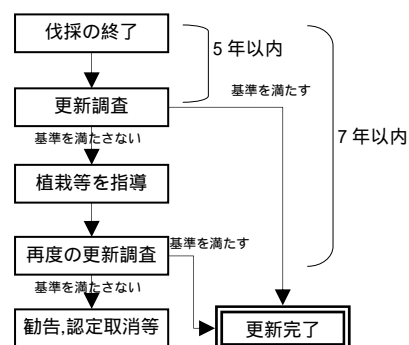 伐採の終了
5年以内
更新調査
基準を満たす
基準を満たさない
7年以内
植栽等を指導
再度の更新調査
基準を満たす
基準を満たさない
勧告,認定取消等
更新完了